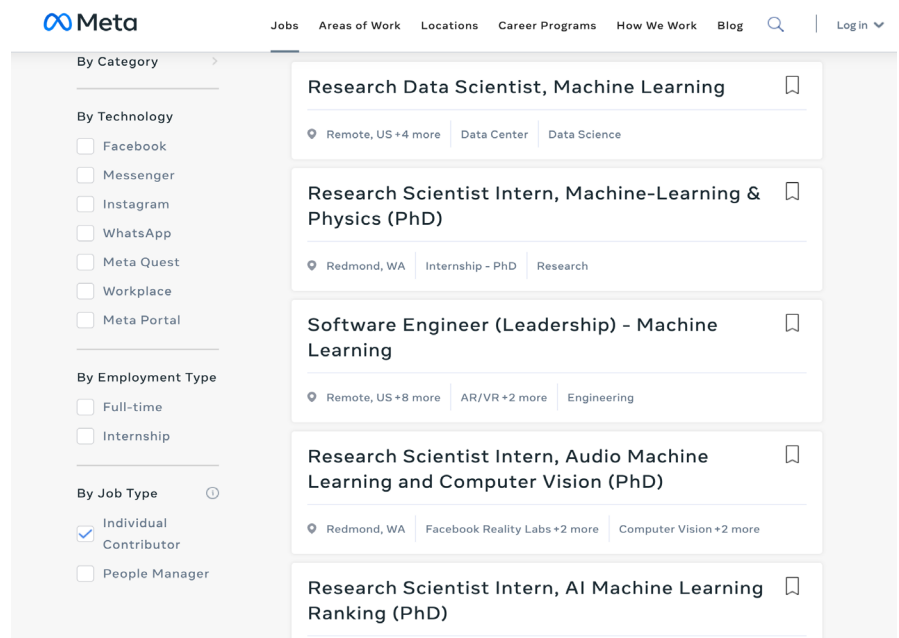 Meta
Jobs Areas of Work Locations Career Programs How We Work Blog Log in
By Category
By Technology
Facebook
Messenger
Instagram
WhatsApp
Meta Quest
Workplace
Meta Portal
By Employment Type
Full-time
Internship
By Job Type
Individual
Contributor
People Manager
Research Data Scientist, Machine Learning
Remote, US +4 more Data Center Data Science
Research Scientist Intern, Machine-Learning &
Physics (PhD)
Redmond, WA Internship - PhD Research
Software Engineer (Leadership) - Machine
Learning
Remote, US +8 more AR/VR +2 more Engineering
Research Scientist Intern, Audio Machine
Learning and Computer Vision (PhD)
Redmond, WA Facebook Reality Labs +2 more Computer Vision +2 more
Research Scientist Intern, AI Machine Learning
Ranking (PhD)